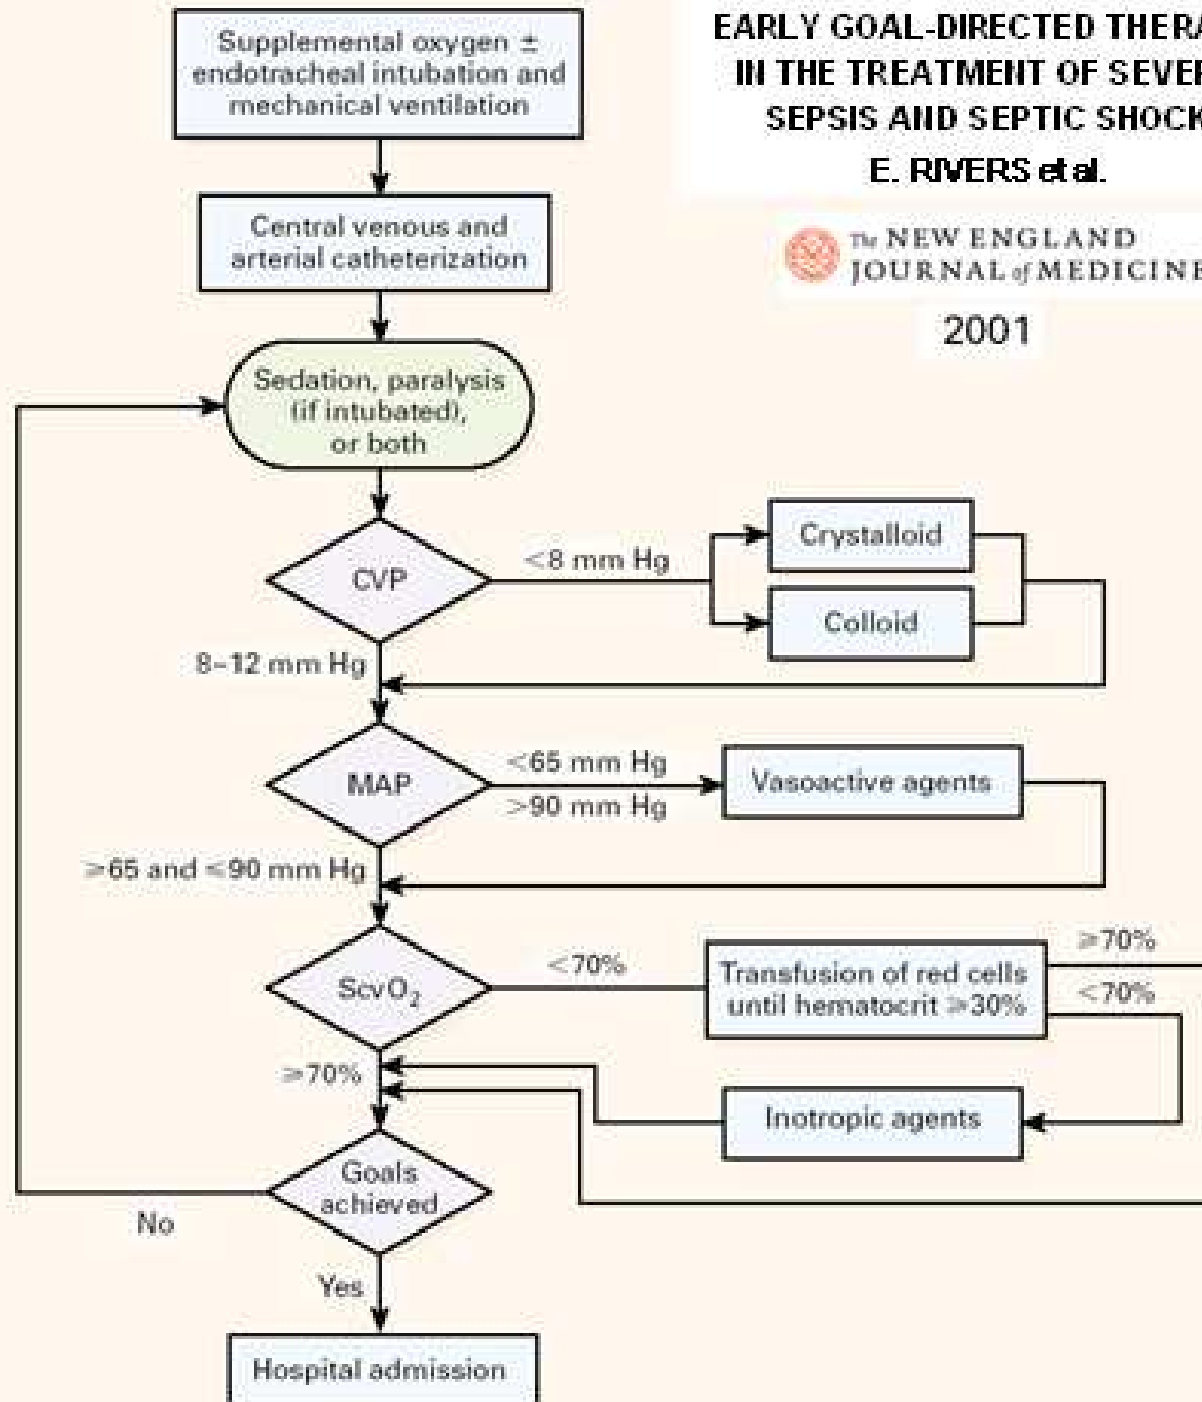 Supplemental oxygen ±
endotracheal intubation and
mechanical ventilation
EARLY GOAL-DIRECTED THERA
IN THE TREATMENT OF SEVER
SEPSIS AND SEPTIC SHOCK
E. RIVERS et al.
The NEW ENGLAND
JOURNAL of MEDICINE
2001
Central venous and
arterial catheterization
Sedation, paralysis
(if intubated),
or both
CVP
<8 mm Hg
Crystalloid
Colloid
8–12 mm Hg
MAP
<65 mm Hg
>90 mm Hg
Vasoactive agents
≥65 and ≤90 mm Hg
ScvO₂
<70%
Transfusion of red cells
until hematocrit ≥30%
≥70%
<70%
≥70%
Inotropic agents
Goals
achieved
No
Yes
Hospital admission